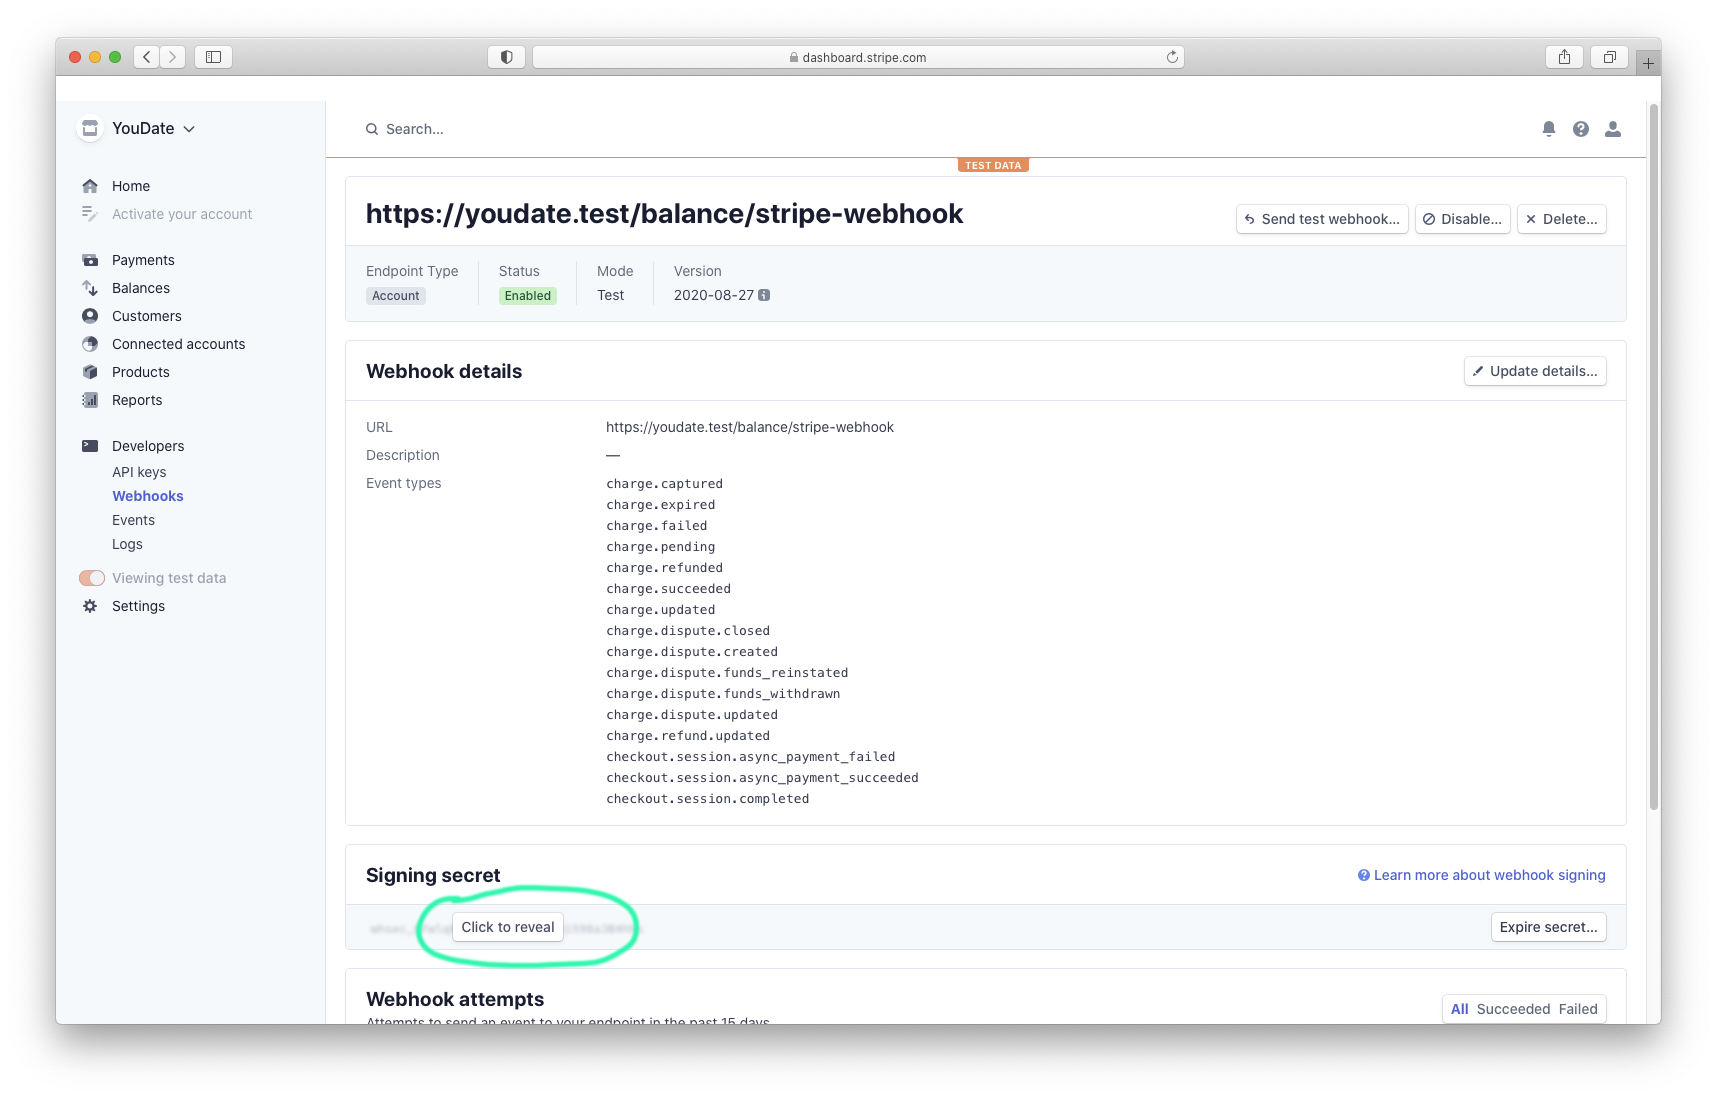 dashboard.stripe.com
YouDate
Search...
TEST DATA
Home
Activate your account
Payments
Balances
Customers
Connected accounts
Products
Reports
Developers
API keys
Webhooks
Events
Logs
Viewing test data
Settings
https://youdate.test/balance/stripe-webhook
Send test webhook... Disable... Delete...
Endpoint Type Status Mode Version
Account Enabled Test 2020-08-27
Webhook details
Update details...
URL https://youdate.test/balance/stripe-webhook
Description —
Event types charge.captured
charge.expired
charge.failed
charge.pending
charge.refunded
charge.succeeded
charge.updated
charge.dispute.closed
charge.dispute.created
charge.dispute.funds_reinstated
charge.dispute.funds_withdrawn
charge.dispute.updated
charge.refund.updated
checkout.session.async_payment_failed
checkout.session.async_payment_succeeded
checkout.session.completed
Signing secret
Learn more about webhook signing
Click to reveal
Expire secret...
Webhook attempts
All Succeeded Failed
Attempts to send an event to your endpoint in the past 15 days